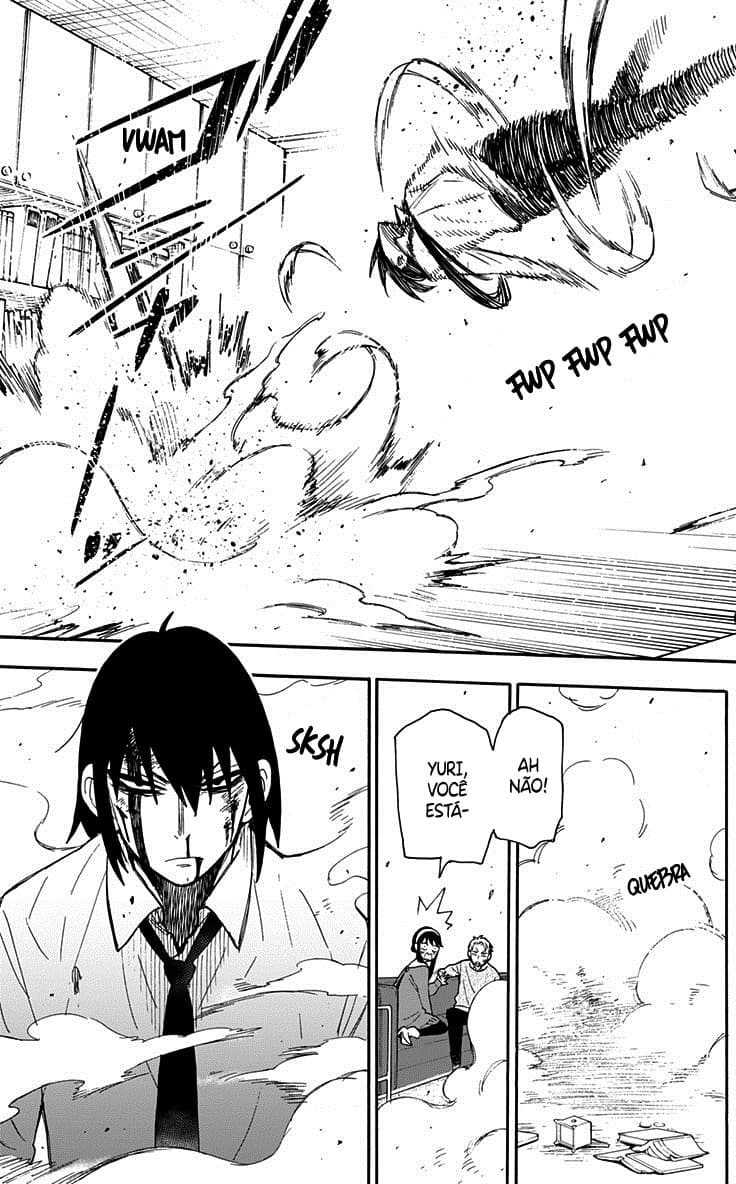 VWAM
FWP FWP FWP
QUEBRA
AH
NÃO!
YURI,
VOCÊ
ESTÁ-
SKSH